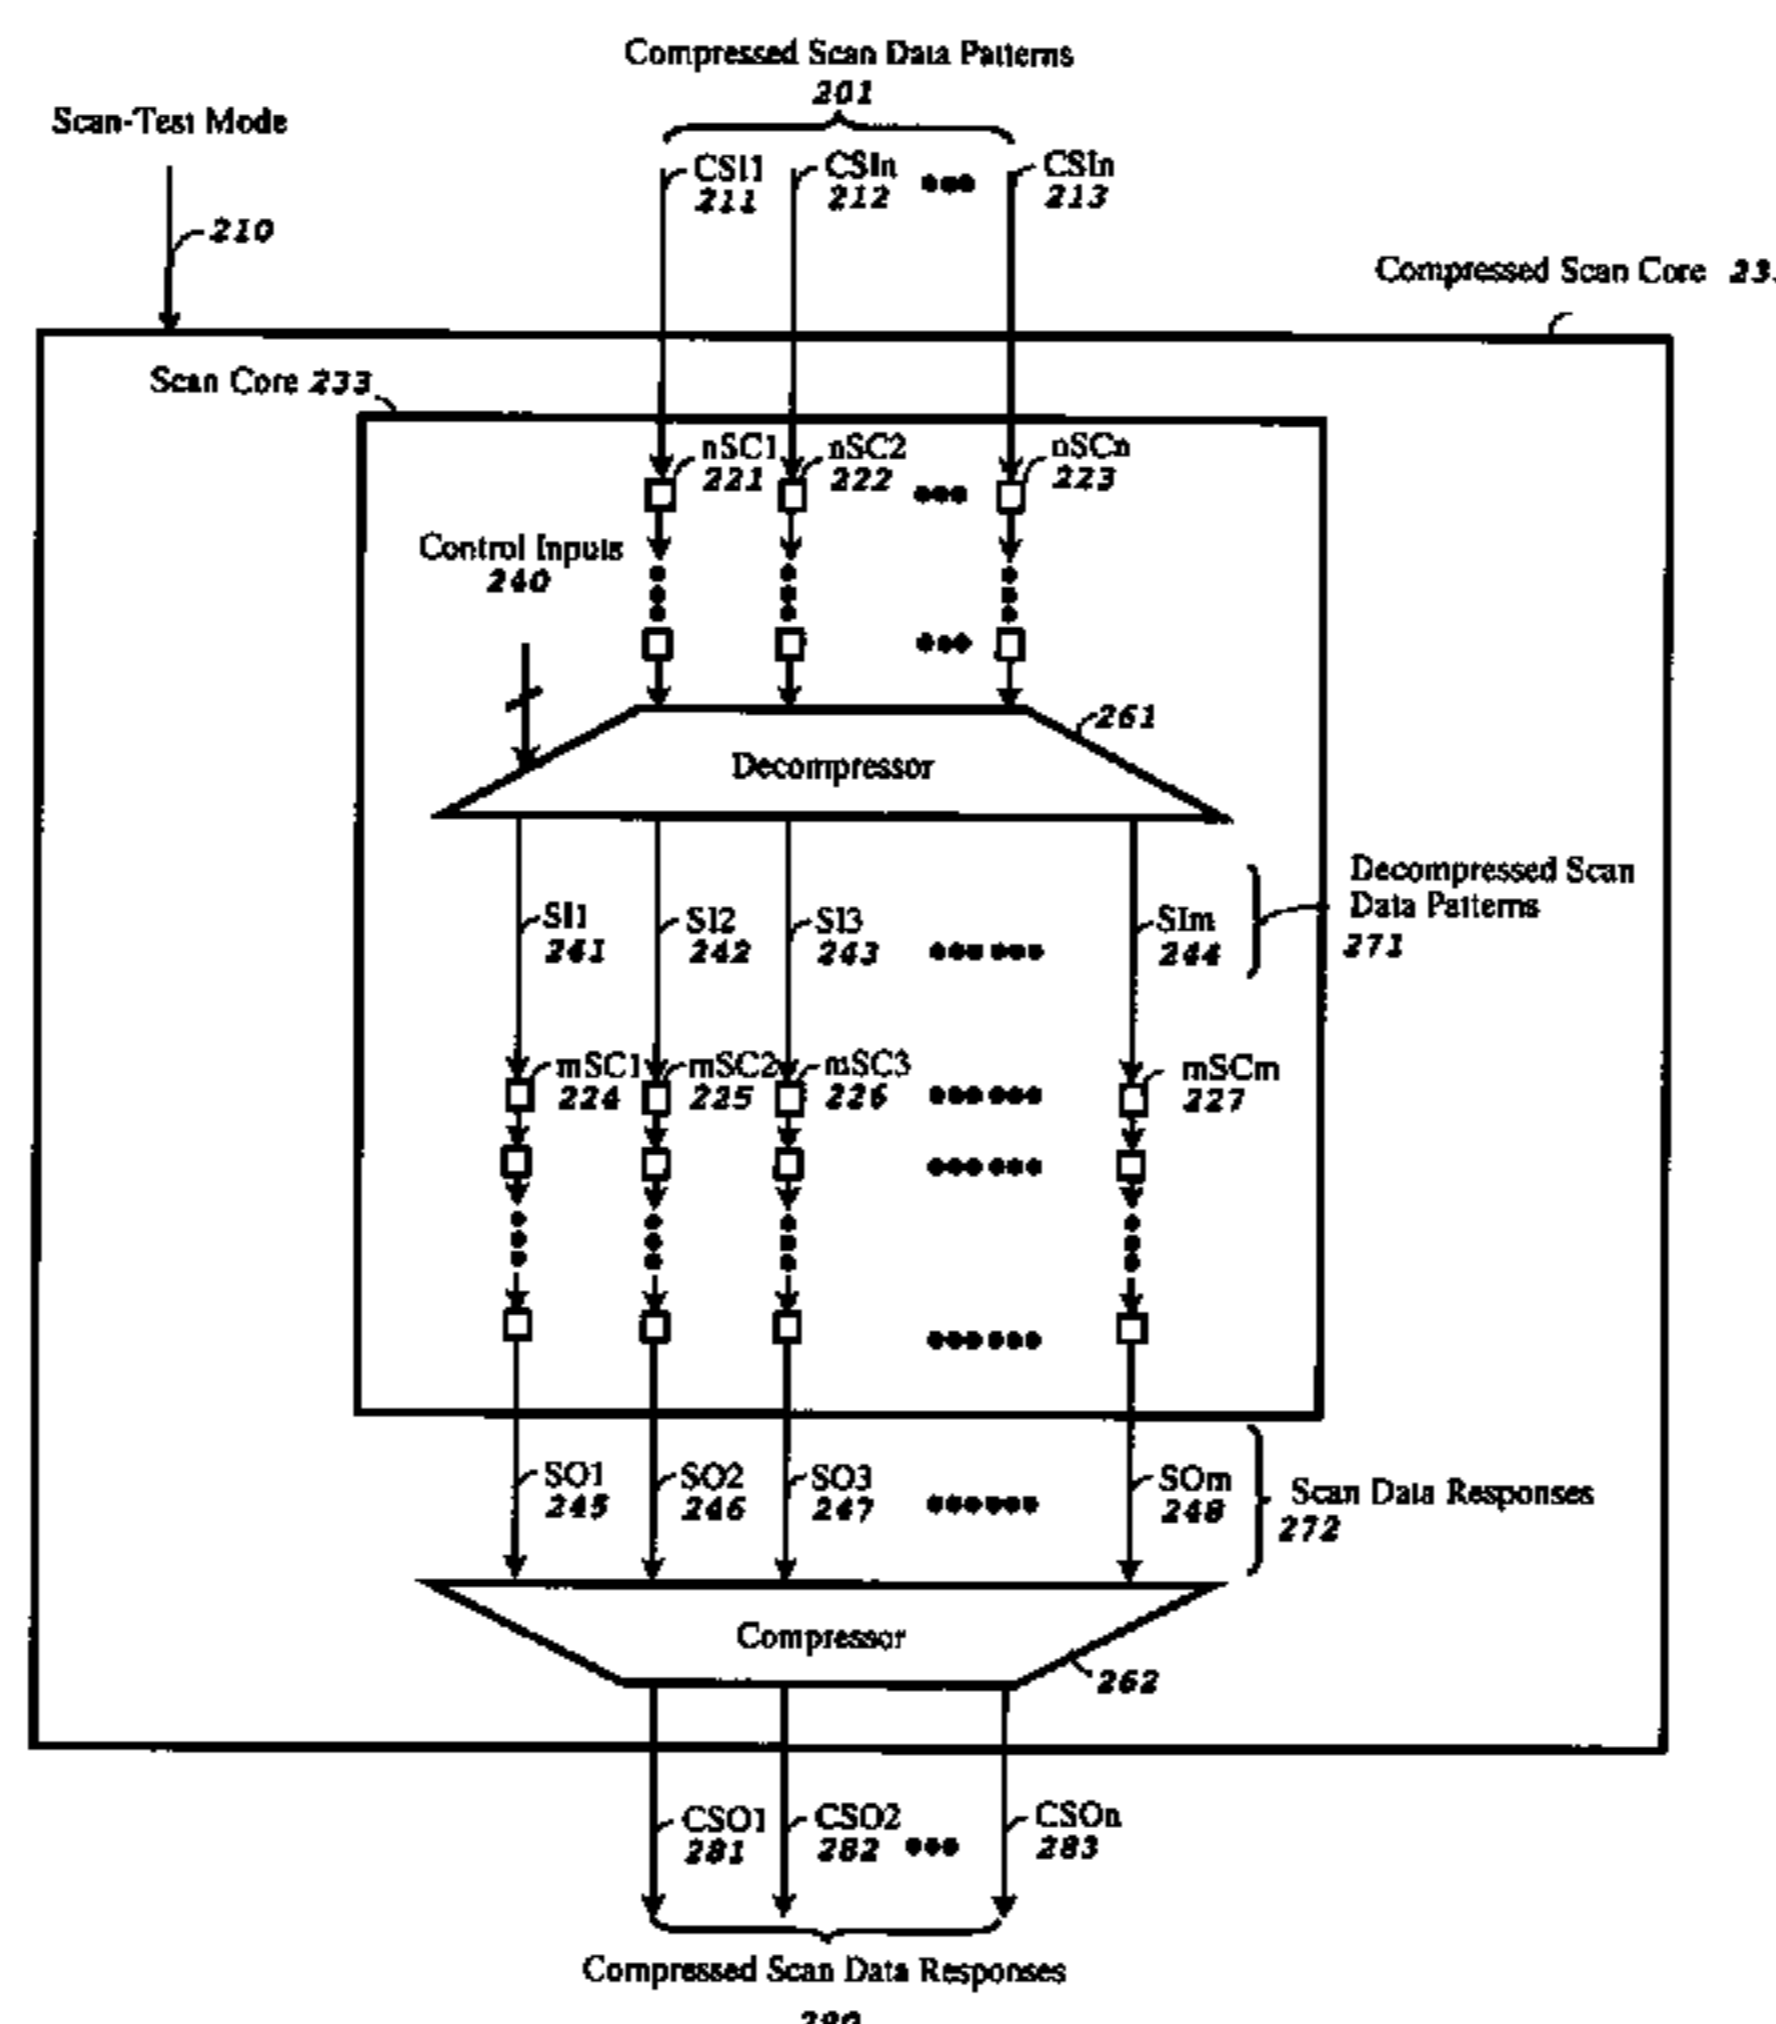 Compressed Scan Data Patterns
201
Scan-Test Mode
CSI1
211
CSIn
212
CSIn
213
210
Compressed Scan Core
Scan Core 233
nSC1
221
nSC2
222
nSCn
223
Control Inputs
240
261
Decompressor
Decompressed Scan
Data Patterns
271
SI1
241
SI2
242
SI3
243
SIm
244
mSC1
224
mSC2
225
mSC3
226
mSCm
227
SO1
245
SO2
246
SO3
247
SOm
248
Scan Data Responses
272
Compressor
262
CSO1
281
CSO2
282
CSOn
283
Compressed Scan Data Responses